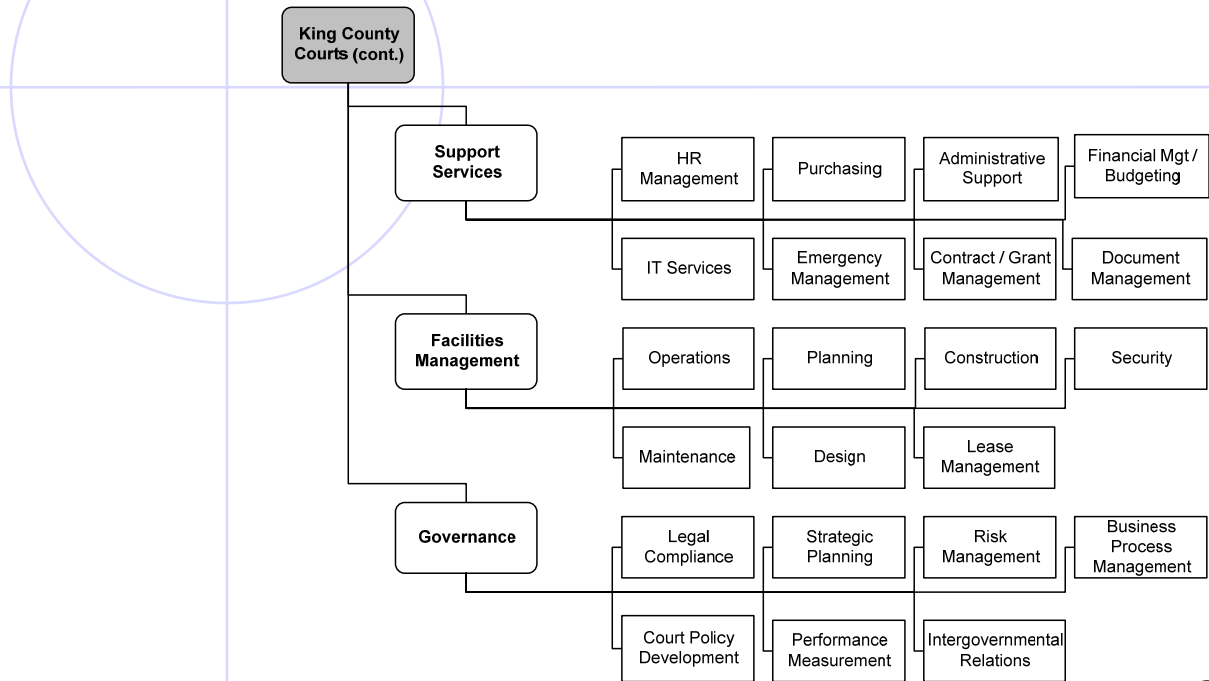 King County
Courts (cont.)
Support
Services
HR
Management
Purchasing
Administrative
Support
Financial Mgt /
Budgeting
IT Services
Emergency
Management
Contract / Grant
Management
Document
Management
Facilities
Management
Operations
Planning
Construction
Security
Maintenance
Design
Lease
Management
Governance
Legal
Compliance
Strategic
Planning
Risk
Management
Business
Process
Management
Court Policy
Development
Performance
Measurement
Intergovernmental
Relations